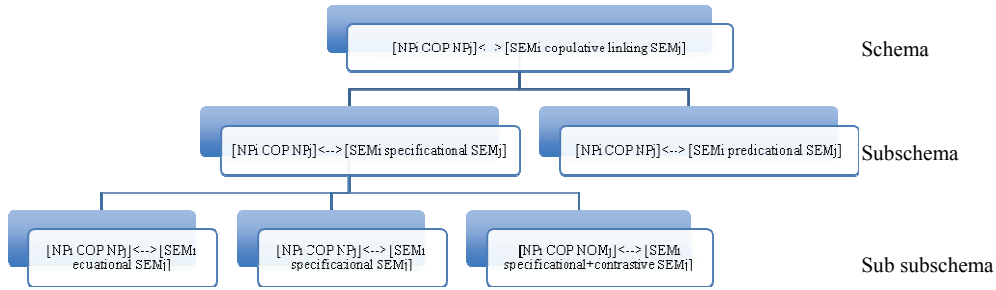 [NPi COP NPj]<-->[SEMi copulative linking SEMj]
Schema
[NPi COP NPj]<-->[SEMi specificational SEMj]
[NPi COP NPj]<-->[SEMi predicational SEMj]
Subschema
[NPi COP NPj]<-->[SEMi
ecuational SEMj]
[NPi COP NPj]<-->[SEMi
specificazional SEMj]
[NPi COP NOMj]<-->[SEMi
specificational+contrastive SEMj]
Sub subschema